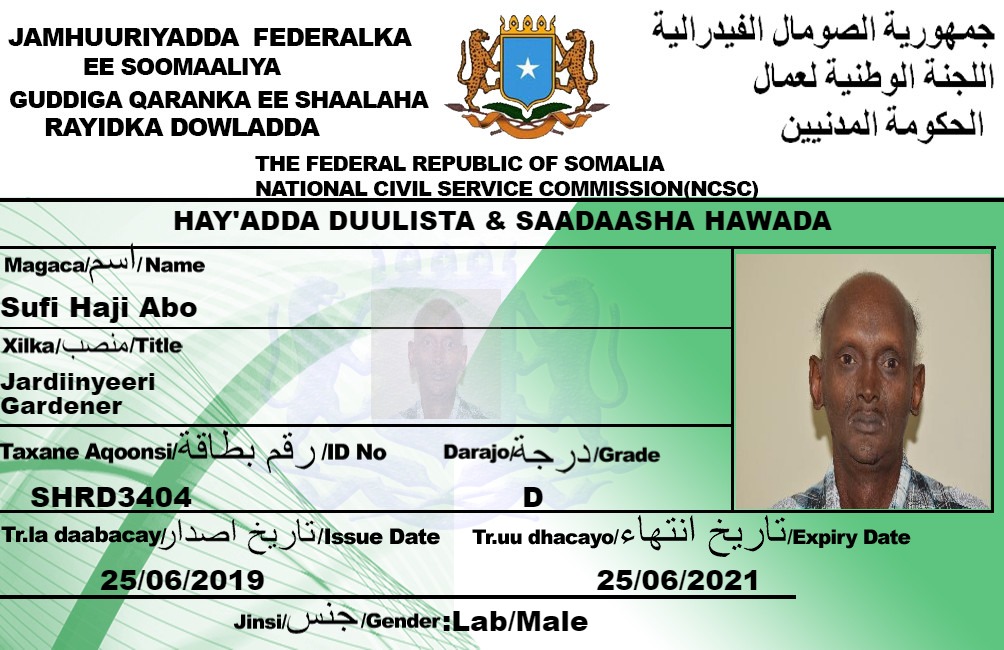 JAMHUURIYADDA FEDERALKA
EE SOOMAALIYA
GUDDIGA QARANKA EE SHAALAHA
RAYIDKA DOWLADDA
جمهورية الصومال الفيدرالية
اللجنة الوطنية لعمال
الحكومة المدنيين
THE FEDERAL REPUBLIC OF SOMALIA
NATIONAL CIVIL SERVICE COMMISSION(NCSC)
HAY'ADDA DUULISTA & SAADAASHA HAWADA
Magaca/اسم/Name
Sufi Haji Abo
Xilka/منصب/Title
Jardiinyeeri
Gardener
Taxane Aqoonsi/رقم بطاقة/ID No
SHRD3404
Darajo/درجة/Grade
D
Tr.la daabacay/تاريخ اصدار/Issue Date
25/06/2019
Tr.uu dhacayo/تاريخ انتهاء/Expiry Date
25/06/2021
Jinsi/جنس/Gender:Lab/Male